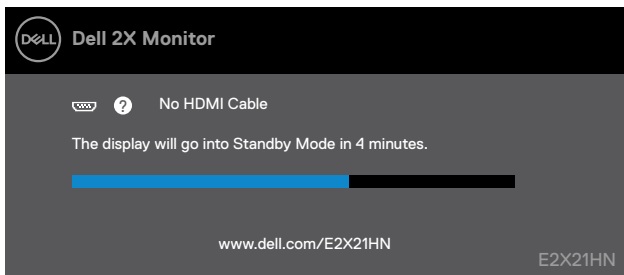 DELL Dell 2X Monitor
? No HDMI Cable
The display will go into Standby Mode in 4 minutes.
www.dell.com/E2X21HN
E2X21HN